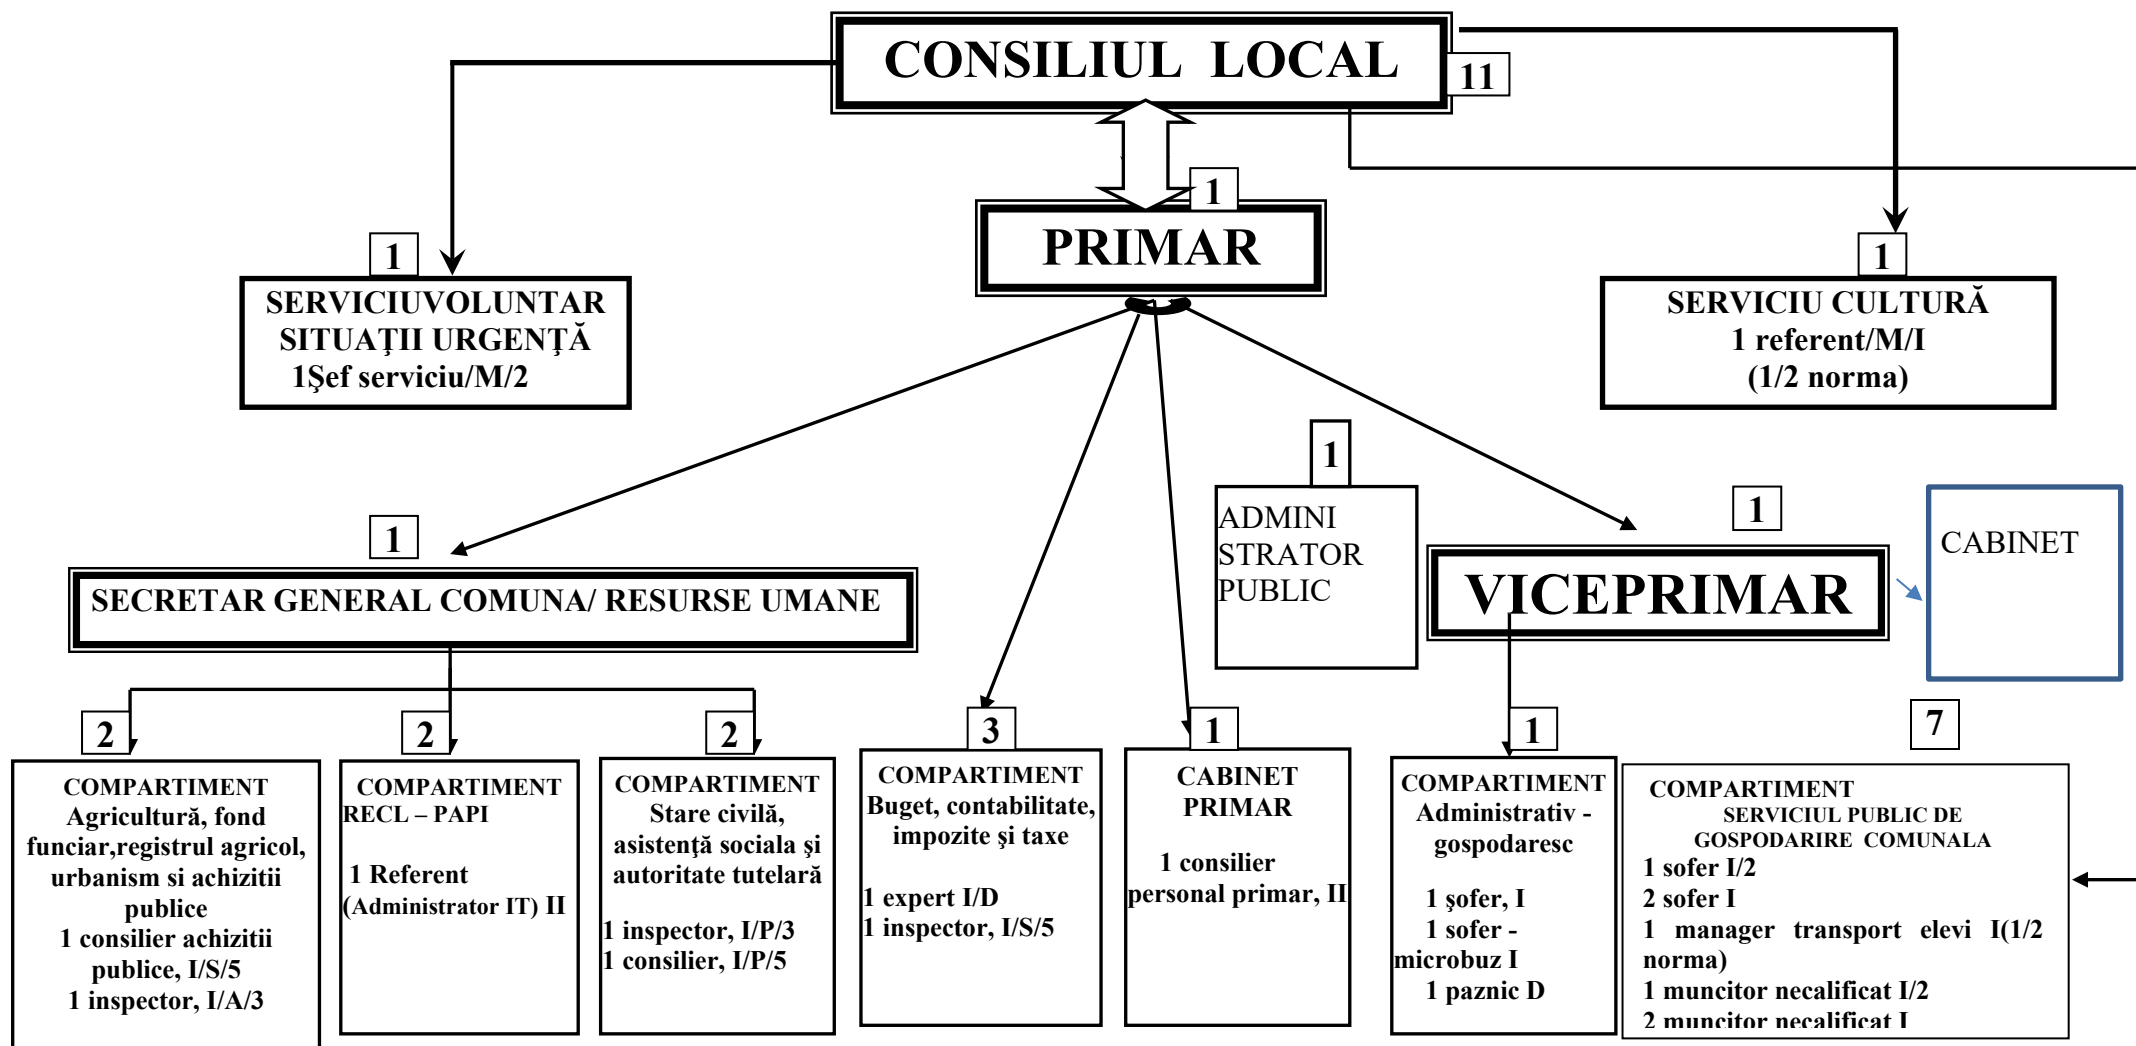 CONSILIUL LOCAL
11
1
PRIMAR
1
SERVICIUVOLUNTAR
SITUAŢII URGENŢĂ
1Şef serviciu/M/2
1
SERVICIU CULTURĂ
1 referent/M/I
(1/2 norma)
1
SECRETAR GENERAL COMUNA/ RESURSE UMANE
1
ADMINI
STRATOR
PUBLIC
1
VICEPRIMAR
CABINET
2
COMPARTIMENT
Agricultură, fond
funciar,registrul agricol,
urbanism si achizitii
publice
1 consilier achizitii
publice, I/S/5
1 inspector, I/A/3
2
COMPARTIMENT
RECL – PAPI
1 Referent
(Administrator IT) II
2
COMPARTIMENT
Stare civilă,
asistenţă sociala şi
autoritate tutelară
1 inspector, I/P/3
1 consilier, I/P/5
3
COMPARTIMENT
Buget, contabilitate,
impozite şi taxe
1 expert I/D
1 inspector, I/S/5
1
CABINET
PRIMAR
1 consilier
personal primar, II
1
COMPARTIMENT
Administrativ -
gospodaresc
1 şofer, I
1 sofer -
microbuz I
1 paznic D
7
COMPARTIMENT
SERVICIUL PUBLIC DE
GOSPODARIRE COMUNALA
1 sofer I/2
2 sofer I
1 manager transport elevi I(1/2
norma)
1 muncitor necalificat I/2
2 muncitor necalificat I